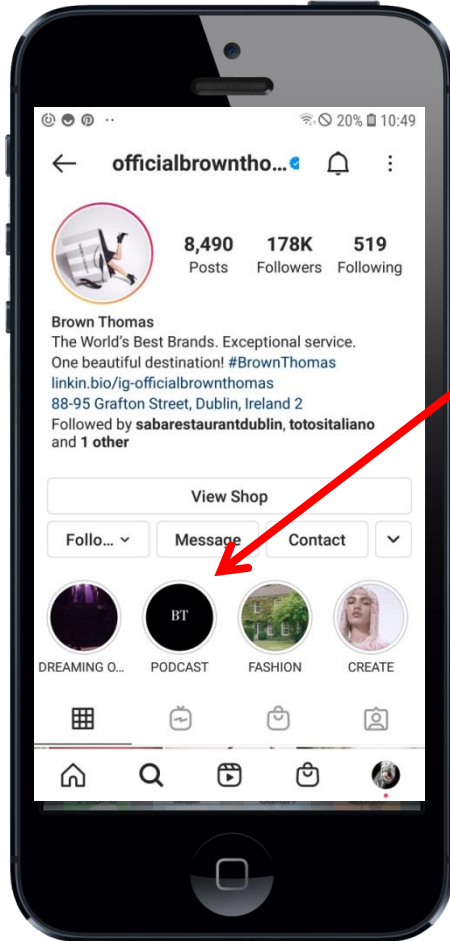 20% 10:49
officialbrowntho...
8,490 178K 519
Posts Followers Following
Brown Thomas
The World's Best Brands. Exceptional service.
One beautiful destination! #BrownThomas
linkin.bio/ig-officialbrownthomas
88-95 Grafton Street, Dublin, Ireland 2
Followed by sabarestaurantdublin, totositaliano
and 1 other
View Shop
Follo... Message Contact
BT
DREAMING O... PODCAST FASHION CREATE